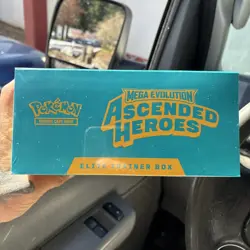 Pokémon
TRADING CARD GAME
MEGA EVOLUTION
ASCENDED
HEROES
ELITE TRAINER BOX